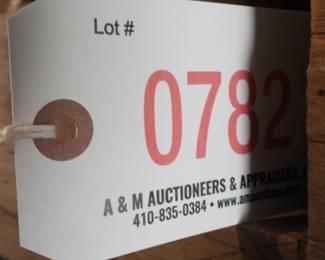 Lot #
0782
A & M AUCTIONEERS & APPRAISERS,
410-835-0384 •